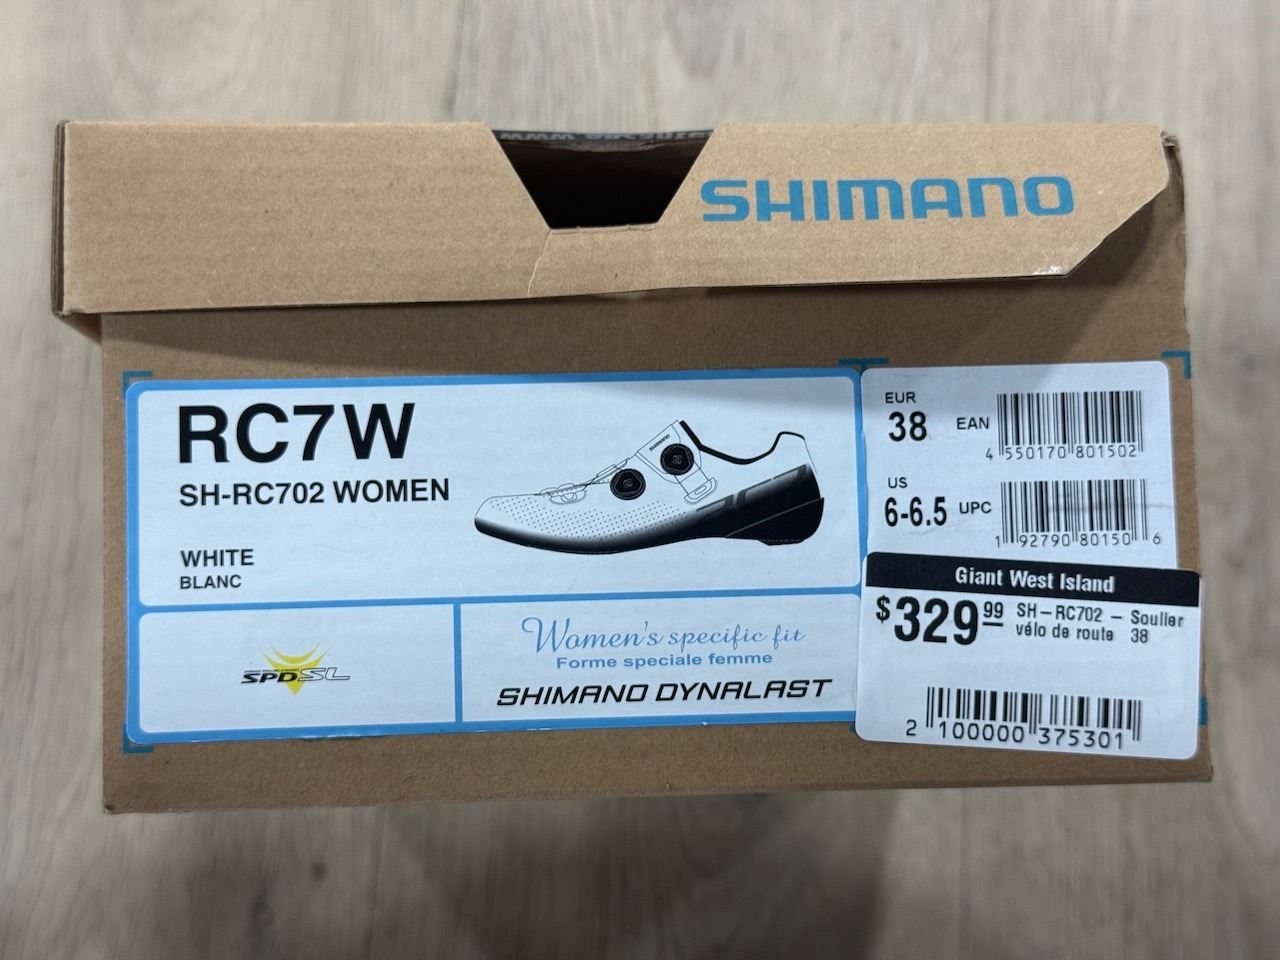 SHIMANO
RC7W
SH-RC702 WOMEN
WHITE
BLANC
SHIMANO
SPD-SL
Women's specific fit
Forme speciale femme
SHIMANO DYNALAST
EUR
38
EAN
4 550170 801502
US
6-6.5
UPC
1 92790 80150 6
Giant West Island
$329.99
SH-RC702 - Soulier
vélo de route 38
2 100000 375301